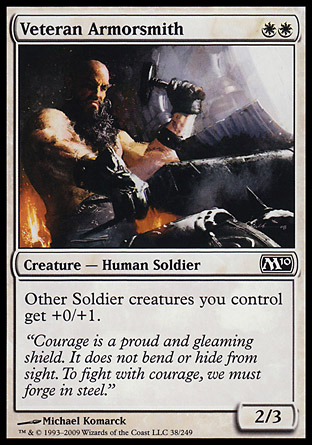 Veteran Armorsmith
Creature — Human Soldier
M10
Other Soldier creatures you control
get +0/+1.
“Courage is a proud and gleaming
shield. It does not bend or hide from
sight. To fight with courage, we must
forge in steel.”
Michael Komarck
™ & © 1993–2009 Wizards of the Coast LLC 38/249
2/3